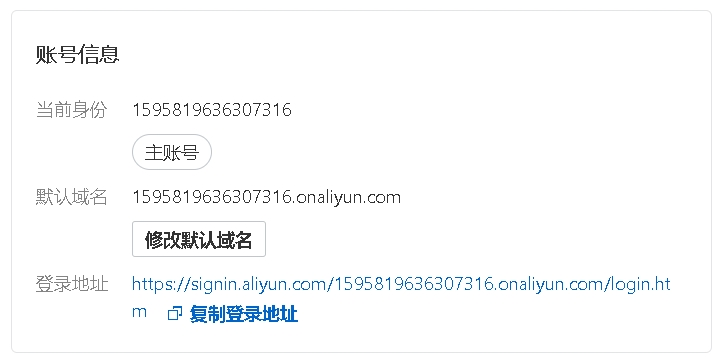 账号信息
当前身份 1595819636307316
主账号
默认域名 1595819636307316.onaliyun.com
修改默认域名
登录地址 https://signin.aliyun.com/1595819636307316.onaliyun.com/login.ht
m 复制登录地址